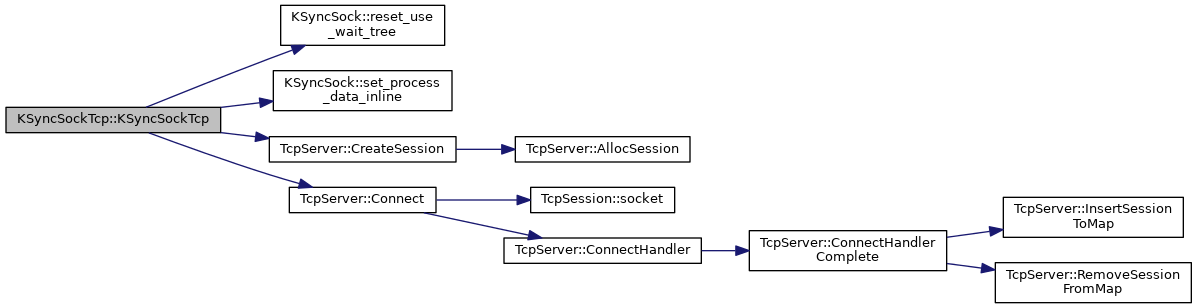 KSyncSockTcp::KSyncSockTcp
KSyncSock::reset_use
_wait_tree
KSyncSock::set_process
_data_inline
TcpServer::CreateSession
TcpServer::AllocSession
TcpServer::Connect
TcpSession::socket
TcpServer::ConnectHandler
TcpServer::ConnectHandler
Complete
TcpServer::InsertSession
ToMap
TcpServer::RemoveSession
FromMap